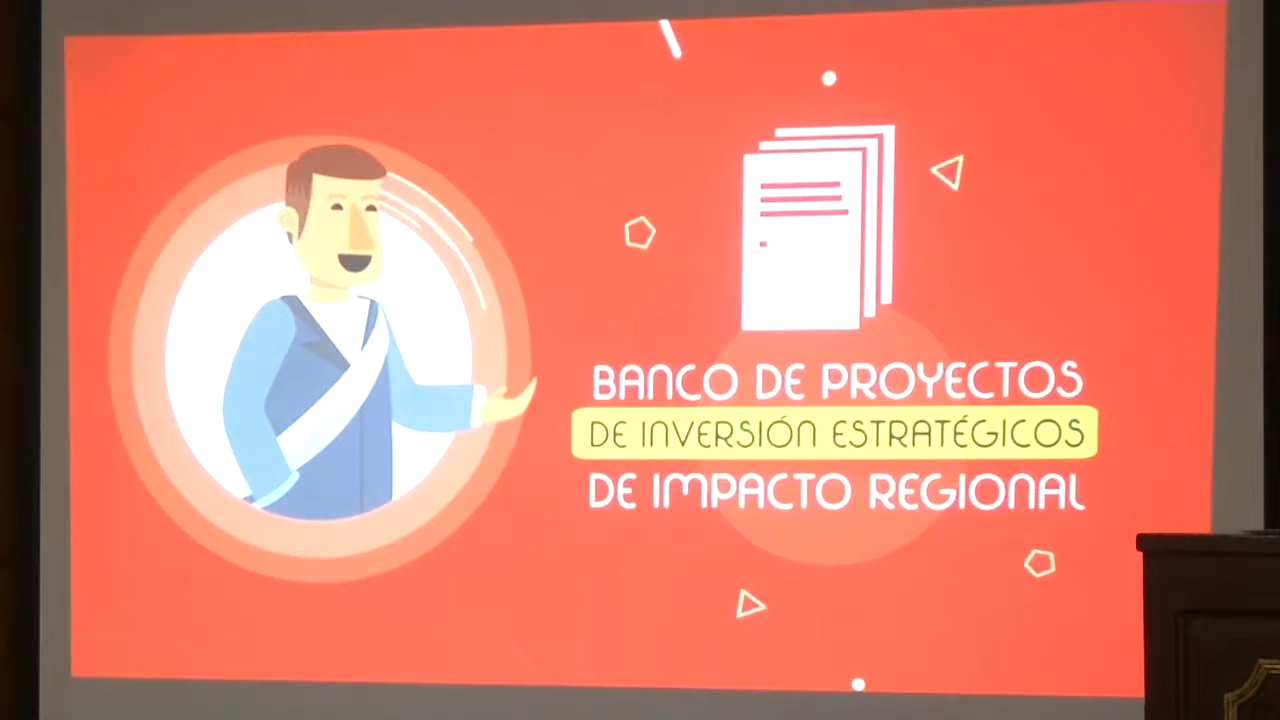 BANCO DE PROYECTOS
DE INVERSIÓN ESTRATÉGICOS
DE IMPACTO REGIONAL